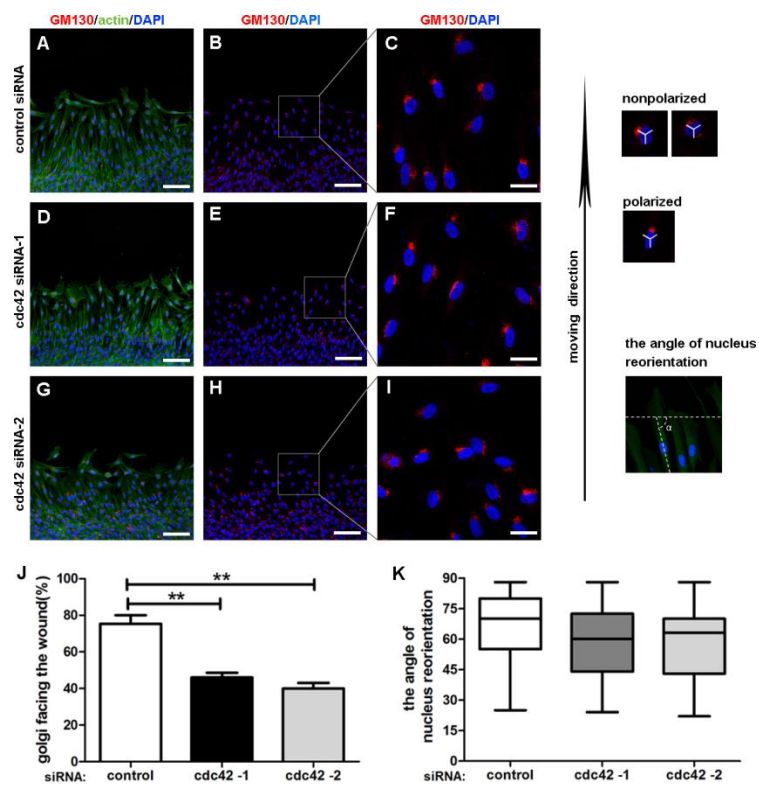 GM130/actin/DAPI GM130/DAPI GM130/DAPI
A B C
control siRNA
nonpolarized
polarized
D E F
cdc42 siRNA-1
moving direction
the angle of nucleus
reorientation
α
G H I
cdc42 siRNA-2
J
golgi facing the wound(%)
100
80
60
40
20
0
**
**
siRNA: control cdc42 -1 cdc42 -2
K
the angle of
nucleus reorientation
90
75
60
45
30
15
0
siRNA: control cdc42 -1 cdc42 -2